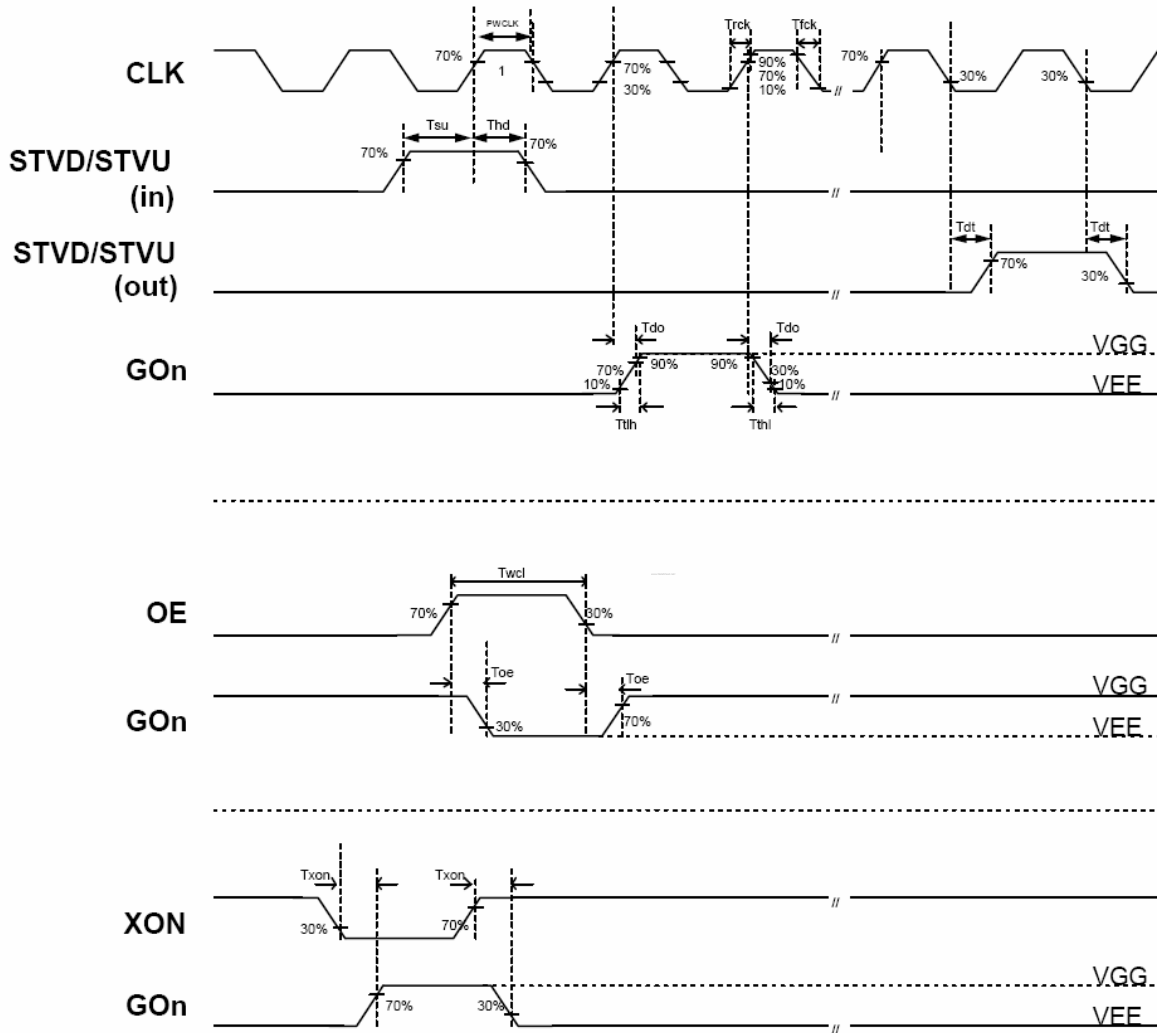 PWCLK Trck Tfck
CLK 70% 1 70% 30% 90% 70% 10% // 70% 30% 30%
Tsu Thd
STVD/STVU (in) 70% 70% //
STVD/STVU (out) Tdt Tdt
70% 30% //
Tdo Tdo
GOn 70% 10% 90% 90% 30% 10% // VGG VEE
Ttlh Tthl
Twcl
OE 70% 30% //
Toe Toe
GOn 30% 70% // VGG VEE
Txon Txon
XON 30% 70% //
GOn 70% 30% // VGG VEE